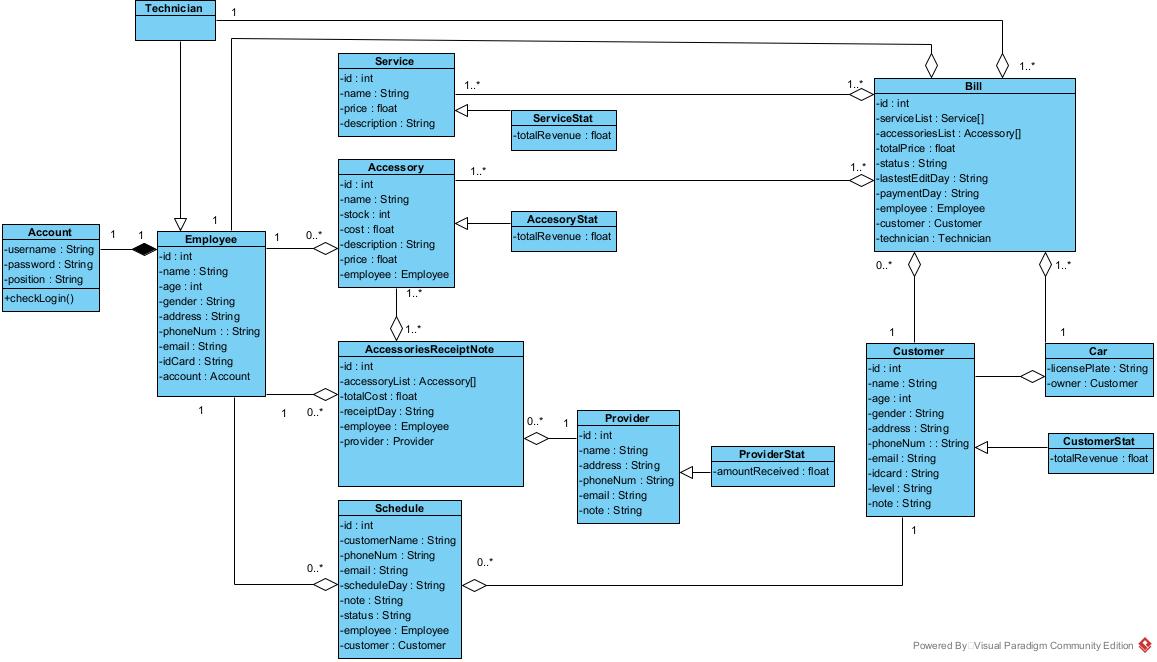 Technician
1
1..*
Service
-id : int
-name : String
-price : float
-description : String
1..*
1..*
ServiceStat
-totalRevenue : float
Bill
-id : int
-serviceList : Service[]
-accessoriesList : Accessory[]
-totalPrice : float
-status : String
-lastestEditDay : String
-paymentDay : String
-employee : Employee
-customer : Customer
-technician : Technician
Accessory
-id : int
-name : String
-stock : int
-cost : float
-description : String
-price : float
-employee : Employee
1..*
1..*
AccesoryStat
-totalRevenue : float
Account
-username : String
-password : String
-position : String
+checkLogin()
1
1
1
Employee
-id : int
-name : String
-age : int
-gender : String
-address : String
-phoneNum : : String
-email : String
-idCard : String
-account : Account
1
0..*
0..*
1..*
1..*
1..*
AccessoriesReceiptNote
-id : int
-accessoryList : Accessory[]
-totalCost : float
-receiptDay : String
-employee : Employee
-provider : Provider
1
1
Customer
-id : int
-name : String
-age : int
-gender : String
-address : String
-phoneNum : : String
-email : String
-idcard : String
-level : String
-note : String
Car
-licensePlate : String
-owner : Customer
1
1
0..*
0..*
1
Provider
-id : int
-name : String
-address : String
-phoneNum : String
-email : String
-note : String
ProviderStat
-amountReceived : float
CustomerStat
-totalRevenue : float
Schedule
-id : int
-customerName : String
-phoneNum : String
-email : String
-scheduleDay : String
-note : String
-status : String
-employee : Employee
-customer : Customer
0..*
0..*
1
Powered By Visual Paradigm Community Edition